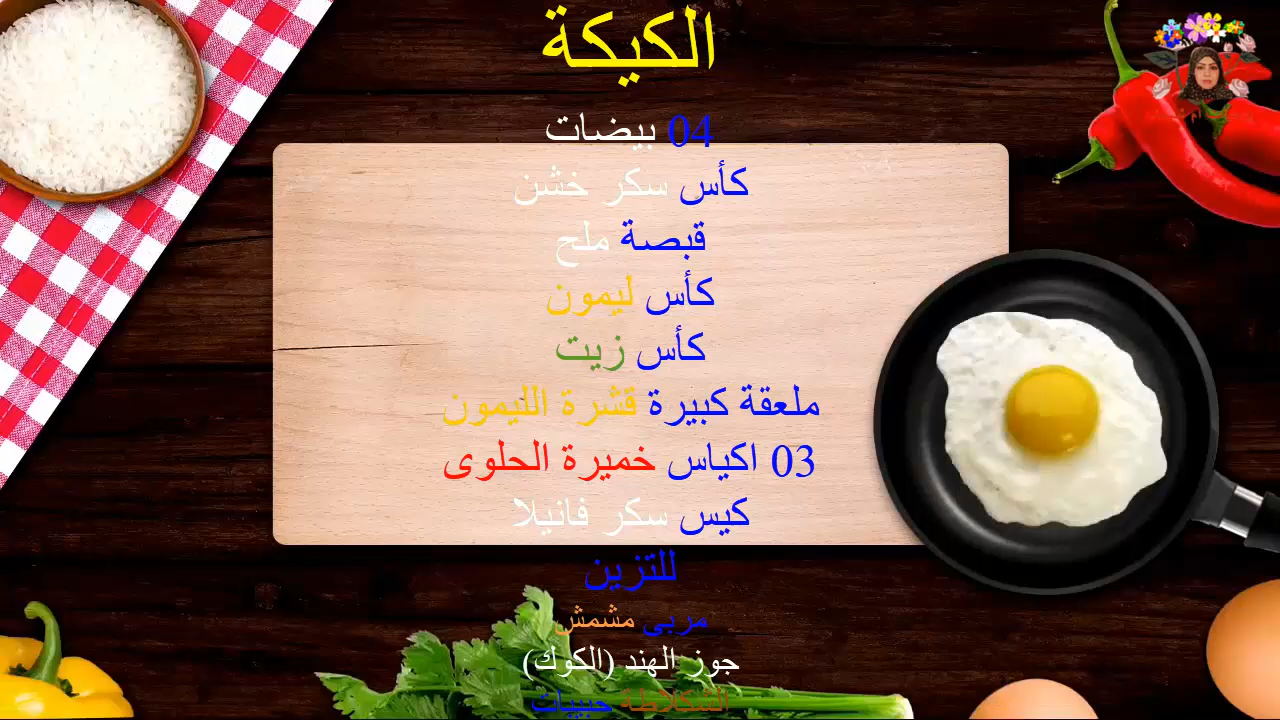 الكيكة
04 بيضات
كأس سكر خشن
قبصة ملح
كأس ليمون
كأس زيت
ملعقة كبيرة قشرة الليمون
03 اكياس خميرة الحلوى
كيس سكر فانيلا
للتزين
مربى مشمش
جوز الهند (الكوك)
الشكلاطة حبيبات